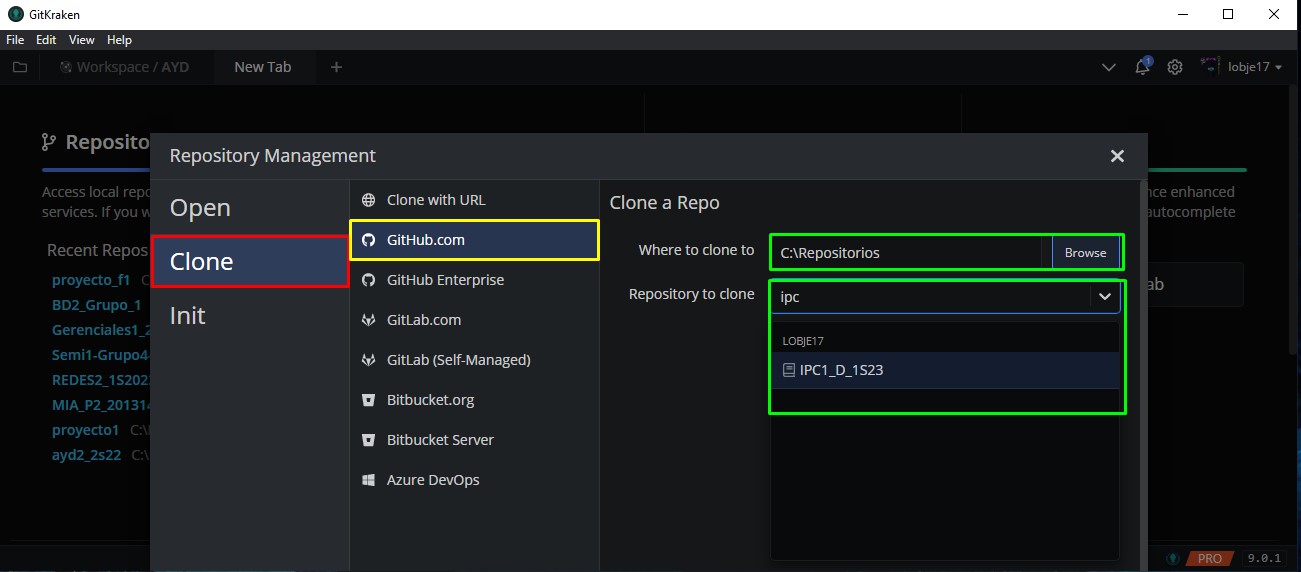 GitKraken
File Edit View Help
Workspace / AYD
New Tab
1
lobje17
Reposito
Access local repo
services. If you w
Recent Repos
proyecto_f1 C
BD2_Grupo_1
Gerenciales1_2
Semi1-Grupo4-
REDES2_1S202
MIA_P2_20131
proyecto1 C:\
ayd2_2s22 C:\
Repository Management
Open
Clone
Init
Clone with URL
GitHub.com
GitHub Enterprise
GitLab.com
GitLab (Self-Managed)
Bitbucket.org
Bitbucket Server
Azure DevOps
Clone a Repo
Where to clone to
C:\Repositorios
Browse
Repository to clone
ipc
LOBJE17
IPC1_D_1S23
nce enhanced
autocomplete
ab
PRO
9.0.1